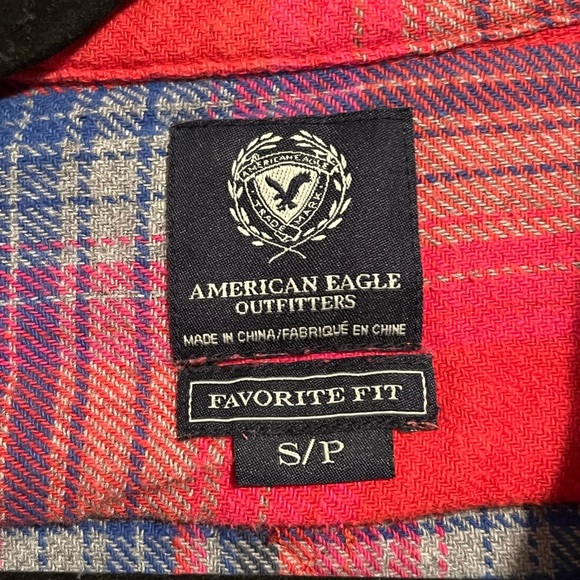 AMERICAN EAGLE
TRADE MARK
AMERICAN EAGLE
OUTFITTERS
MADE IN CHINA/FABRIQUÉ EN CHINE
FAVORITE FIT
S/P